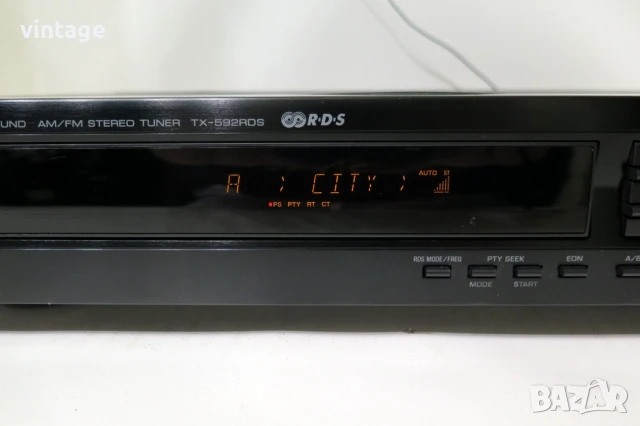 vintage
UND AM/FM STEREO TUNER TX-592RDS R·D·S
AUTO ST
A › CITY ›
PS PTY RT CT
RDS MODE/FREQ PTY SEEK EON A/B
MODE START
BAZAR